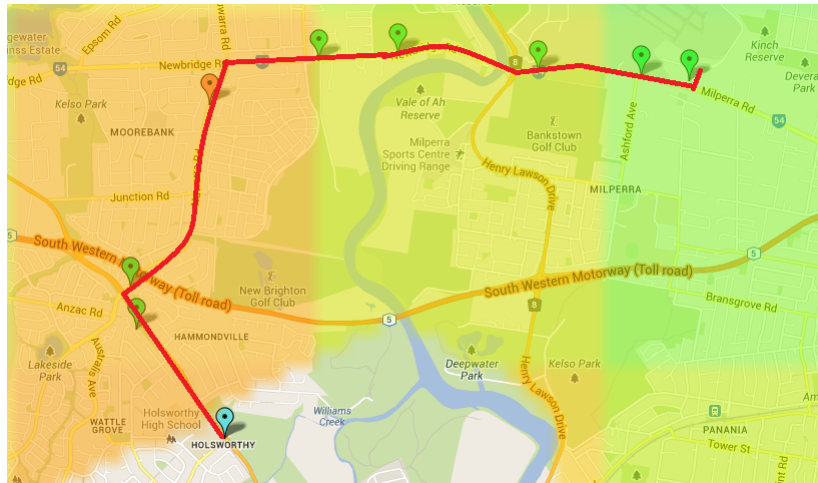 Epsom Rd
54
Newbridge Rd
Kelso Park
MOOREBANK
Junction Rd
8
Vale of Ah
Reserve
Milperra
Sports Centre
Driving Range
Bankstown
Golf Club
Kinch
Reserve
Milperra Rd
54
Ashford Ave
Henry Lawson Drive
MILPERRA
5
South Western Motorway (Toll road)
New Brighton
Golf Club
South Western Motorway (Toll road)
5
Bransgrove Rd
Anzac Rd
5
8
HAMMONDVILLE
Lakeside
Park
Australis Ave
Deepwater
Park
Kelso Park
Henry Lawson Drive
WATTLE
GROVE
Holsworthy
High School
HOLSWORTHY
Williams
Creek
PANANIA
Tower St